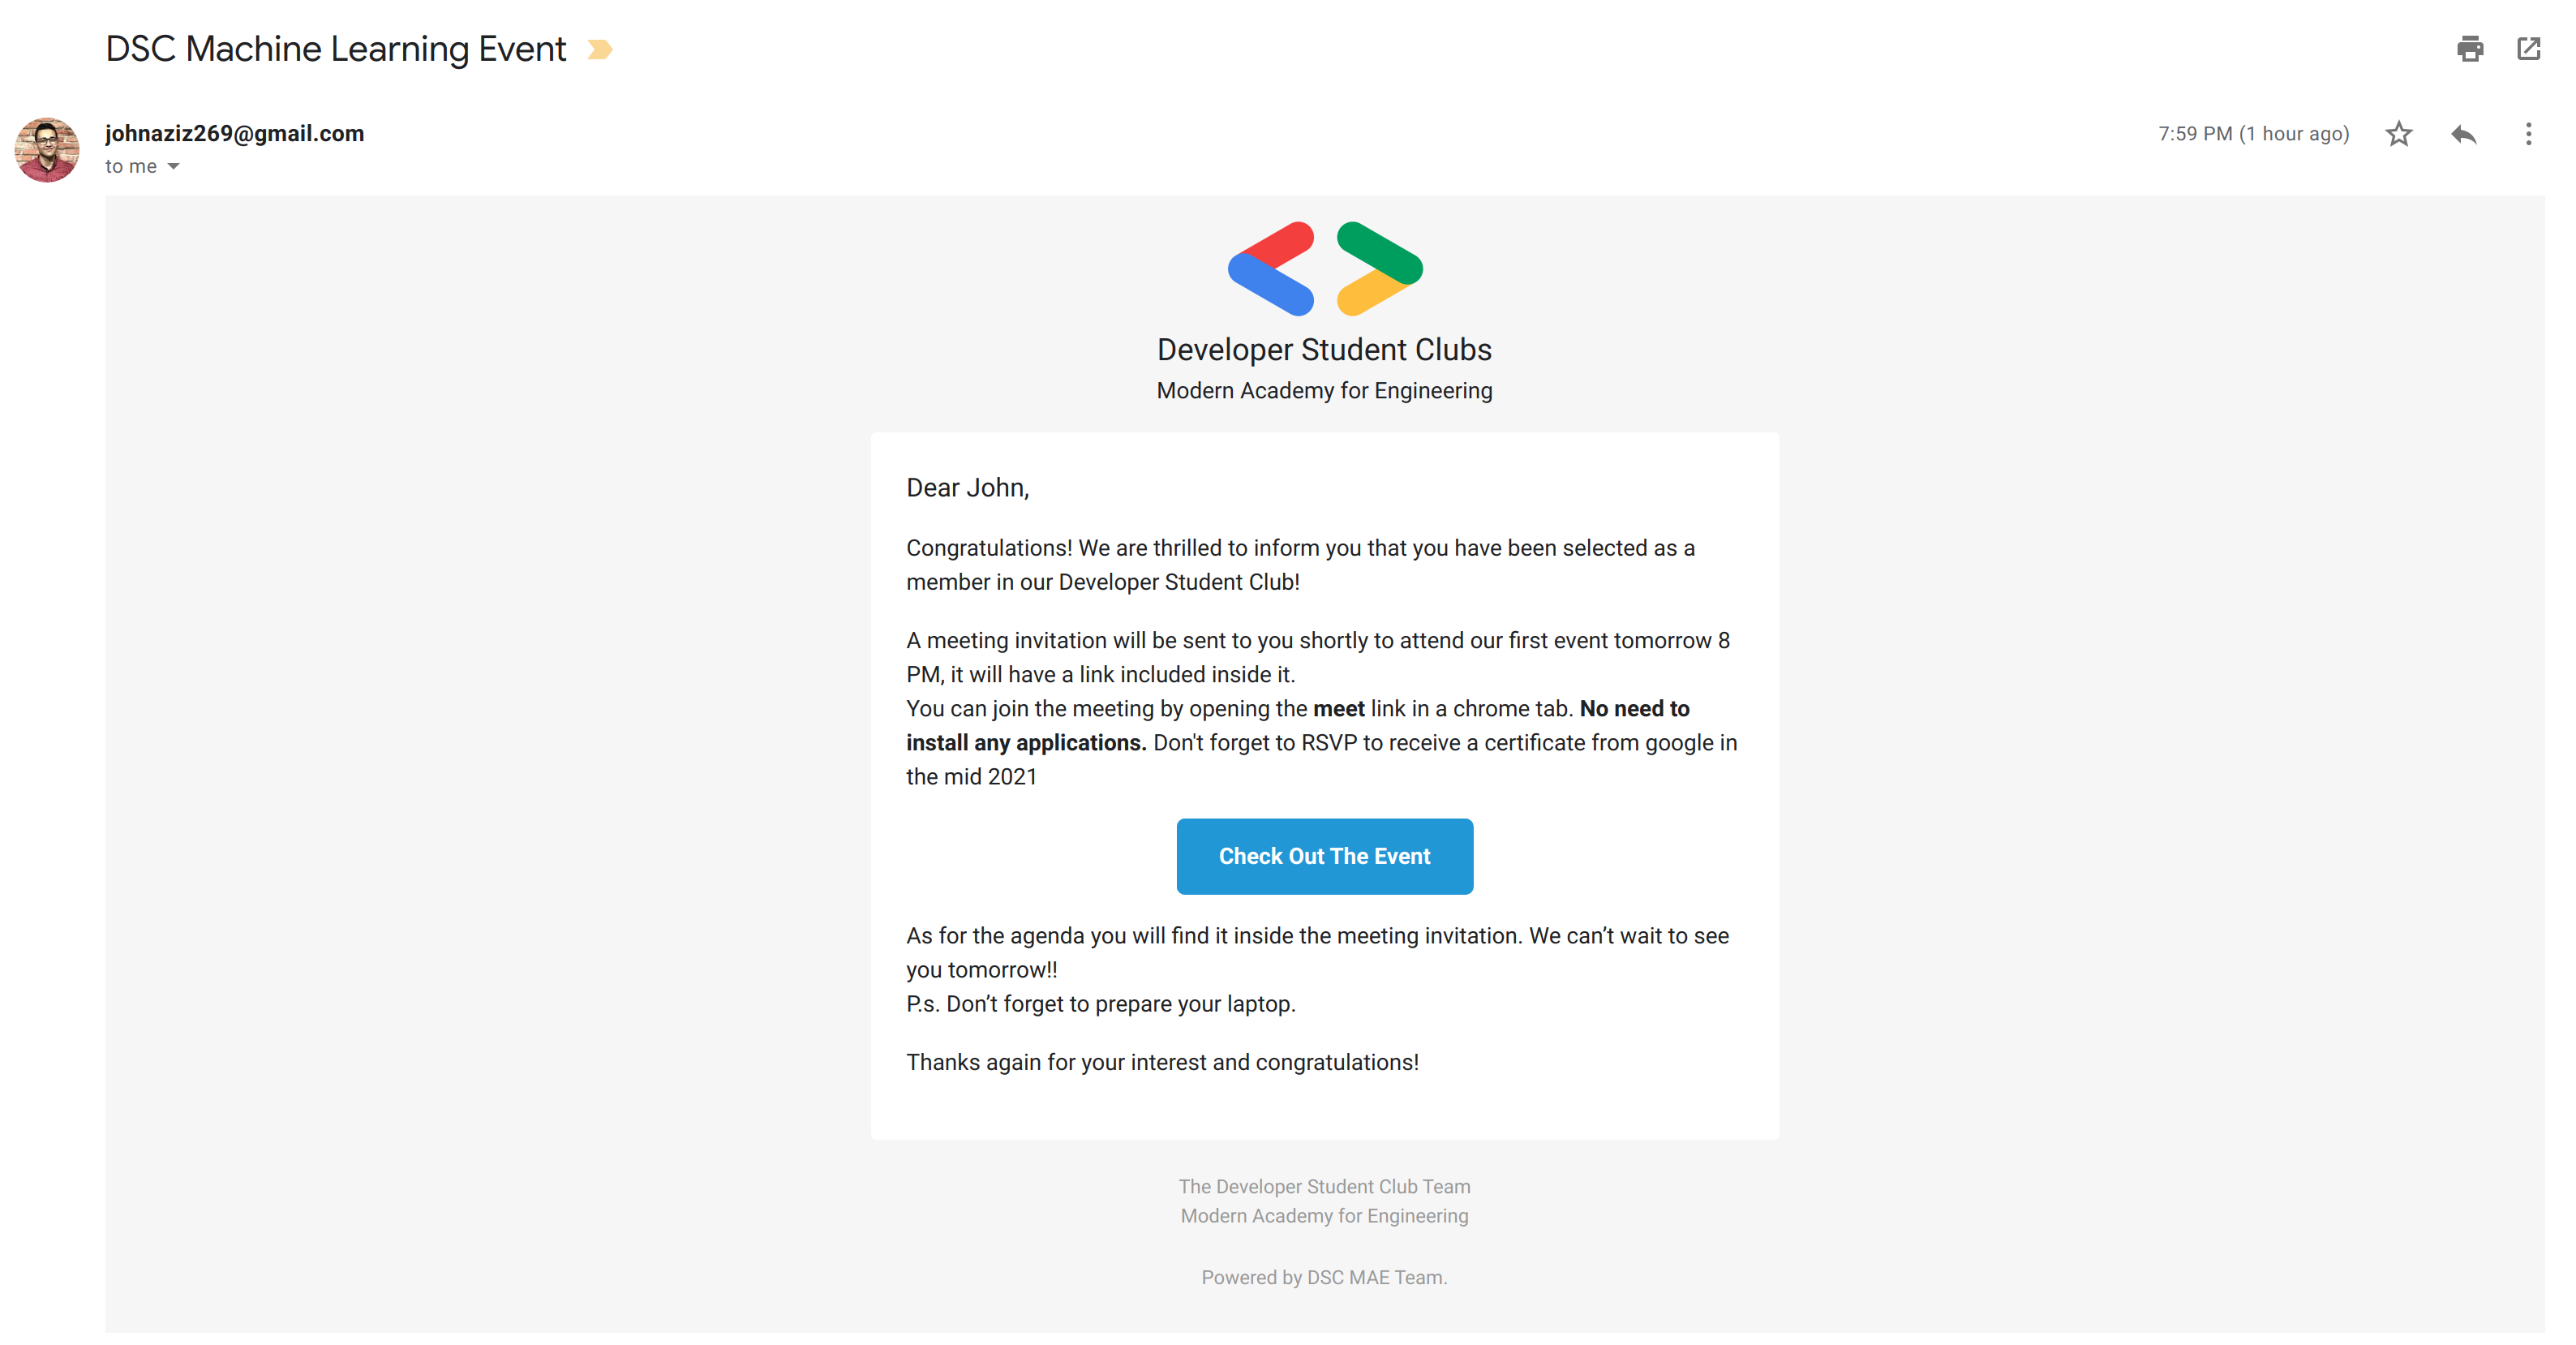 DSC Machine Learning Event
johnaziz269@gmail.com
7:59 PM (1 hour ago)
to me
Developer Student Clubs
Modern Academy for Engineering
Dear John,
Congratulations! We are thrilled to inform you that you have been selected as a
member in our Developer Student Club!
A meeting invitation will be sent to you shortly to attend our first event tomorrow 8
PM, it will have a link included inside it.
You can join the meeting by opening the meet link in a chrome tab. No need to
install any applications. Don't forget to RSVP to receive a certificate from google in
the mid 2021
Check Out The Event
As for the agenda you will find it inside the meeting invitation. We can’t wait to see
you tomorrow!!
P.s. Don’t forget to prepare your laptop.
Thanks again for your interest and congratulations!
The Developer Student Club Team
Modern Academy for Engineering
Powered by DSC MAE Team.